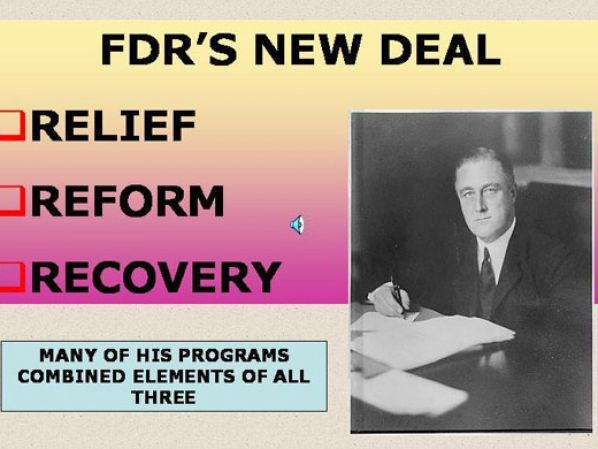 FDR'S NEW DEAL
RELIEF
REFORM
RECOVERY
MANY OF HIS PROGRAMS
COMBINED ELEMENTS OF ALL
THREE